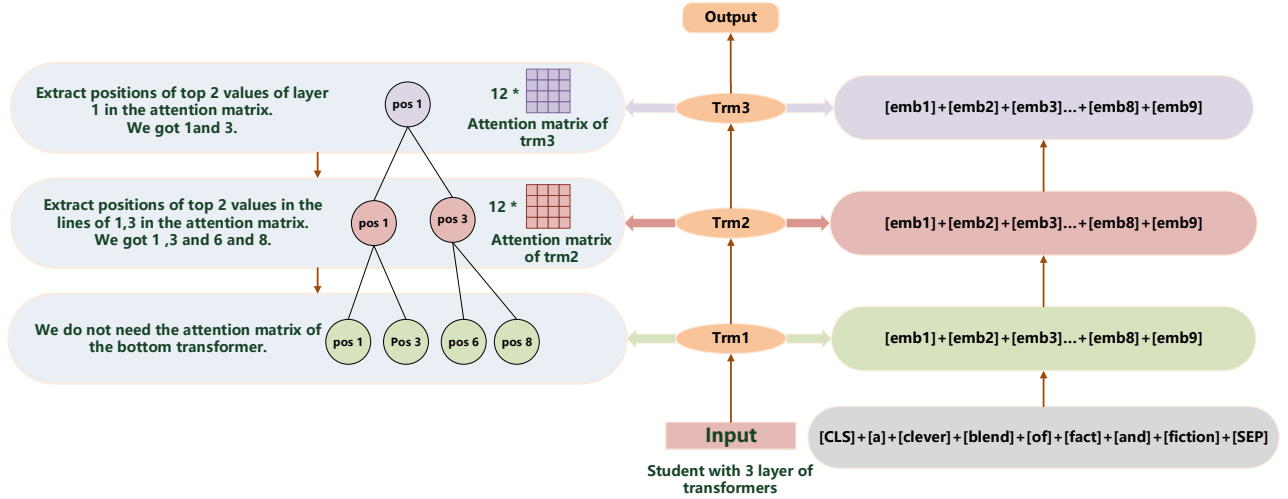 Output
Extract positions of top 2 values of layer
1 in the attention matrix.
We got 1and 3.
pos 1
12 *
Attention matrix of
trm3
Trm3
[emb1]+[emb2]+[emb3]...+[emb8]+[emb9]
Extract positions of top 2 values in the
lines of 1,3 in the attention matrix.
We got 1 ,3 and 6 and 8.
pos 1
pos 3
12 *
Attention matrix
of trm2
Trm2
[emb1]+[emb2]+[emb3]...+[emb8]+[emb9]
We do not need the attention matrix of
the bottom transformer.
pos 1
Pos 3
pos 6
pos 8
Trm1
[emb1]+[emb2]+[emb3]...+[emb8]+[emb9]
Input
[CLS]+[a]+[clever]+[blend]+[of]+[fact]+[and]+[fiction]+[SEP]
Student with 3 layer of
transformers